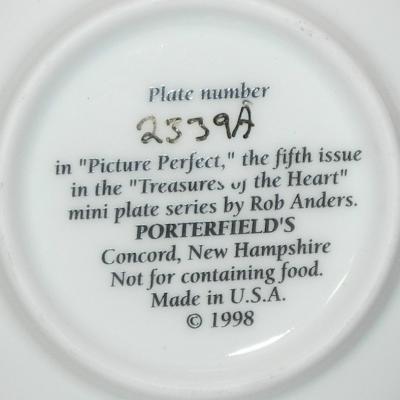 Plate number
2339A
in "Picture Perfect," the fifth issue
in the "Treasures of the Heart"
mini plate series by Rob Anders.
PORTERFIELD'S
Concord, New Hampshire
Not for containing food.
Made in U.S.A.
© 1998